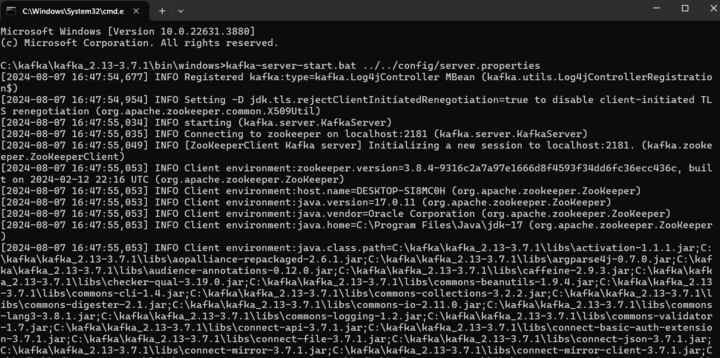 C:\Windows\System32\cmd.e
Microsoft Windows [Version 10.0.22631.3880]
(c) Microsoft Corporation. All rights reserved.
C:\kafka\kafka_2.13-3.7.1\bin\windows>kafka-server-start.bat ../../config/server.properties
[2024-08-07 16:47:54,677] INFO Registered kafka:type=kafka.Log4jController MBean (kafka.utils.Log4jControllerRegistratio
n$)
[2024-08-07 16:47:54,954] INFO Setting -D jdk.tls.rejectClientInitiatedRenegotiation=true to disable client-initiated TL
S renegotiation (org.apache.zookeeper.common.X509Util)
[2024-08-07 16:47:55,034] INFO starting (kafka.server.KafkaServer)
[2024-08-07 16:47:55,035] INFO Connecting to zookeeper on localhost:2181 (kafka.server.KafkaServer)
[2024-08-07 16:47:55,049] INFO [ZooKeeperClient Kafka server] Initializing a new session to localhost:2181. (kafka.zooke
eper.ZooKeeperClient)
[2024-08-07 16:47:55,053] INFO Client environment:zookeeper.version=3.8.4-9316c2a7a97e1666d8f4593f34dd6fc36ecc436c, buil
t on 2024-02-12 22:16 UTC (org.apache.zookeeper.ZooKeeper)
[2024-08-07 16:47:55,053] INFO Client environment:host.name=DESKTOP-SI8MC0H (org.apache.zookeeper.ZooKeeper)
[2024-08-07 16:47:55,053] INFO Client environment:java.version=17.0.11 (org.apache.zookeeper.ZooKeeper)
[2024-08-07 16:47:55,053] INFO Client environment:java.vendor=Oracle Corporation (org.apache.zookeeper.ZooKeeper)
[2024-08-07 16:47:55,053] INFO Client environment:java.home=C:\Program Files\Java\jdk-17 (org.apache.zookeeper.ZooKeeper
)
[2024-08-07 16:47:55,053] INFO Client environment:java.class.path=C:\kafka\kafka_2.13-3.7.1\libs\activation-1.1.1.jar;C:
\kafka\kafka_2.13-3.7.1\libs\aopalliance-repackaged-2.6.1.jar;C:\kafka\kafka_2.13-3.7.1\libs\argparse4j-0.7.0.jar;C:\kaf
ka\kafka_2.13-3.7.1\libs\audience-annotations-0.12.0.jar;C:\kafka\kafka_2.13-3.7.1\libs\caffeine-2.9.3.jar;C:\kafka\kafk
a_2.13-3.7.1\libs\checker-qual-3.19.0.jar;C:\kafka\kafka_2.13-3.7.1\libs\commons-beanutils-1.9.4.jar;C:\kafka\kafka_2.13
-3.7.1\libs\commons-cli-1.4.jar;C:\kafka\kafka_2.13-3.7.1\libs\commons-collections-3.2.2.jar;C:\kafka\kafka_2.13-3.7.1\l
ibs\commons-digester-2.1.jar;C:\kafka\kafka_2.13-3.7.1\libs\commons-io-2.11.0.jar;C:\kafka\kafka_2.13-3.7.1\libs\commons
-lang3-3.8.1.jar;C:\kafka\kafka_2.13-3.7.1\libs\commons-logging-1.2.jar;C:\kafka\kafka_2.13-3.7.1\libs\commons-validator
-1.7.jar;C:\kafka\kafka_2.13-3.7.1\libs\connect-api-3.7.1.jar;C:\kafka\kafka_2.13-3.7.1\libs\connect-basic-auth-extension
-3.7.1.jar;C:\kafka\kafka_2.13-3.7.1\libs\connect-file-3.7.1.jar;C:\kafka\kafka_2.13-3.7.1\libs\connect-json-3.7.1.jar;C
:\kafka\kafka_2.13-3.7.1\libs\connect-mirror-3.7.1.jar;C:\kafka\kafka_2.13-3.7.1\libs\connect-mirror-client-3.7.1.jar;C: